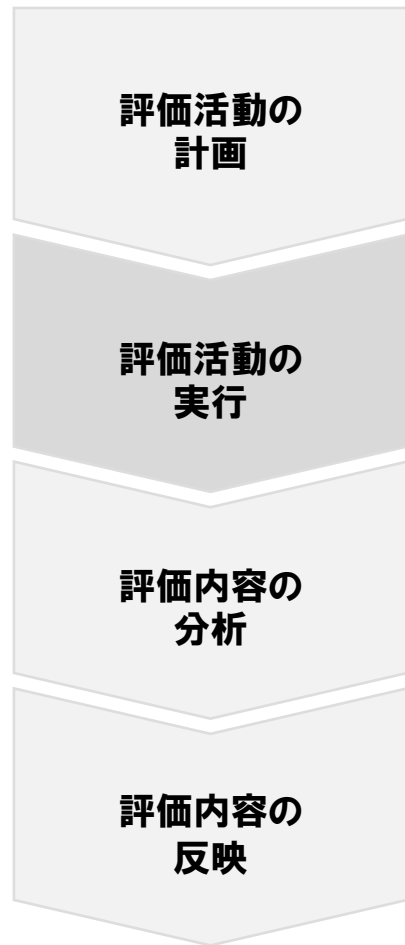 評価活動の
計画
評価活動の
実行
評価内容の
分析
評価内容の
反映